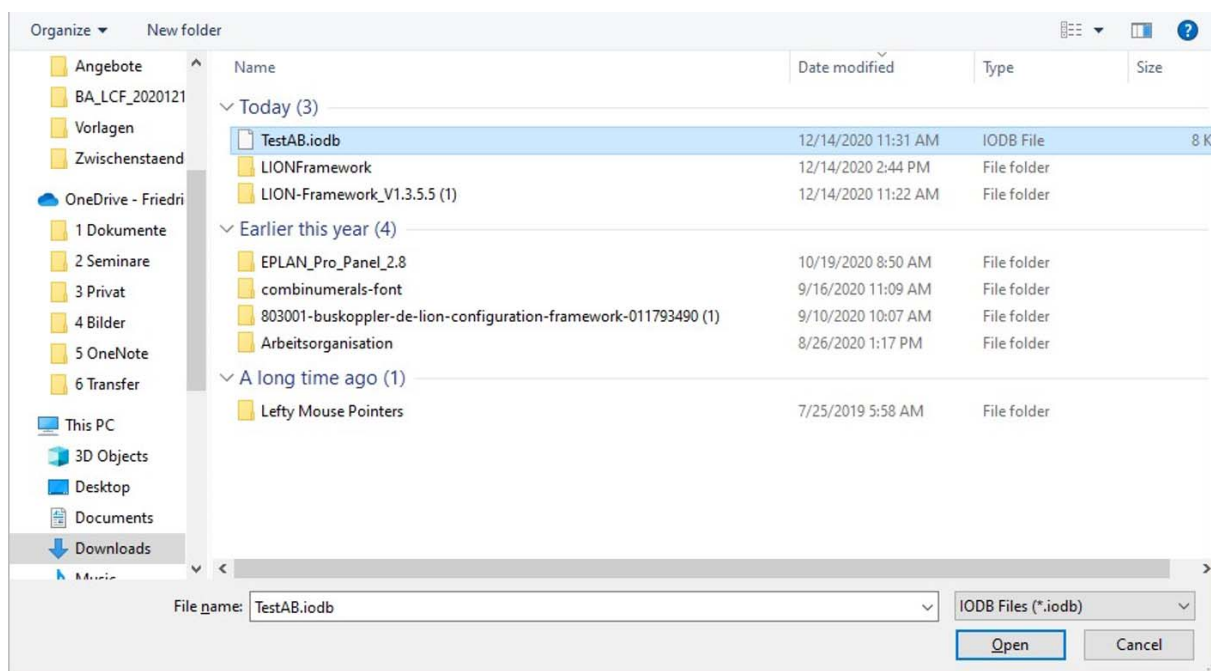 Organize New folder ?
Angebote Name Date modified Type Size
BA_LCF_2020121
Today (3)
Vorlagen
TestAB.iodb 12/14/2020 11:31 AM IODB File 8 K
Zwischenstaend
LIONFramework 12/14/2020 2:44 PM File folder
LION-Framework_V1.3.5.5 (1) 12/14/2020 11:22 AM File folder
OneDrive - Friedri
1 Dokumente
Earlier this year (4)
2 Seminare
EPLAN_Pro_Panel_2.8 10/19/2020 8:50 AM File folder
3 Privat
combinumerals-font 9/16/2020 11:09 AM File folder
4 Bilder
803001-buskoppler-de-lion-configuration-framework-011793490 (1) 9/10/2020 10:07 AM File folder
5 OneNote
Arbeitsorganisation 8/26/2020 1:17 PM File folder
6 Transfer
A long time ago (1)
This PC
Lefty Mouse Pointers 7/25/2019 5:58 AM File folder
3D Objects
Desktop
Documents
Downloads
Music
File name: TestAB.iodb IODB Files (*.iodb)
Open Cancel